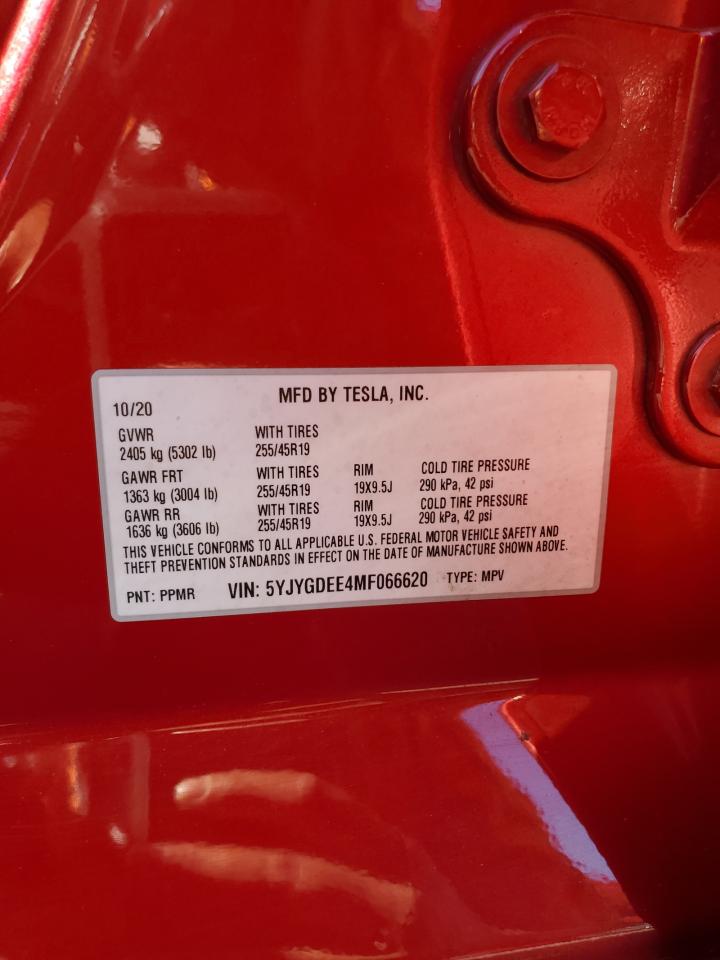 MFD BY TESLA, INC.
10/20
GVWR WITH TIRES
2405 kg (5302 lb) 255/45R19
GAWR FRT WITH TIRES RIM COLD TIRE PRESSURE
1363 kg (3004 lb) 255/45R19 19X9.5J 290 kPa, 42 psi
GAWR RR WITH TIRES RIM COLD TIRE PRESSURE
1636 kg (3606 lb) 255/45R19 19X9.5J 290 kPa, 42 psi
THIS VEHICLE CONFORMS TO ALL APPLICABLE U.S. FEDERAL MOTOR VEHICLE SAFETY AND
THEFT PREVENTION STANDARDS IN EFFECT ON THE DATE OF MANUFACTURE SHOWN ABOVE.
PNT: PPMR VIN: 5YJYGDEE4MF066620 TYPE: MPV